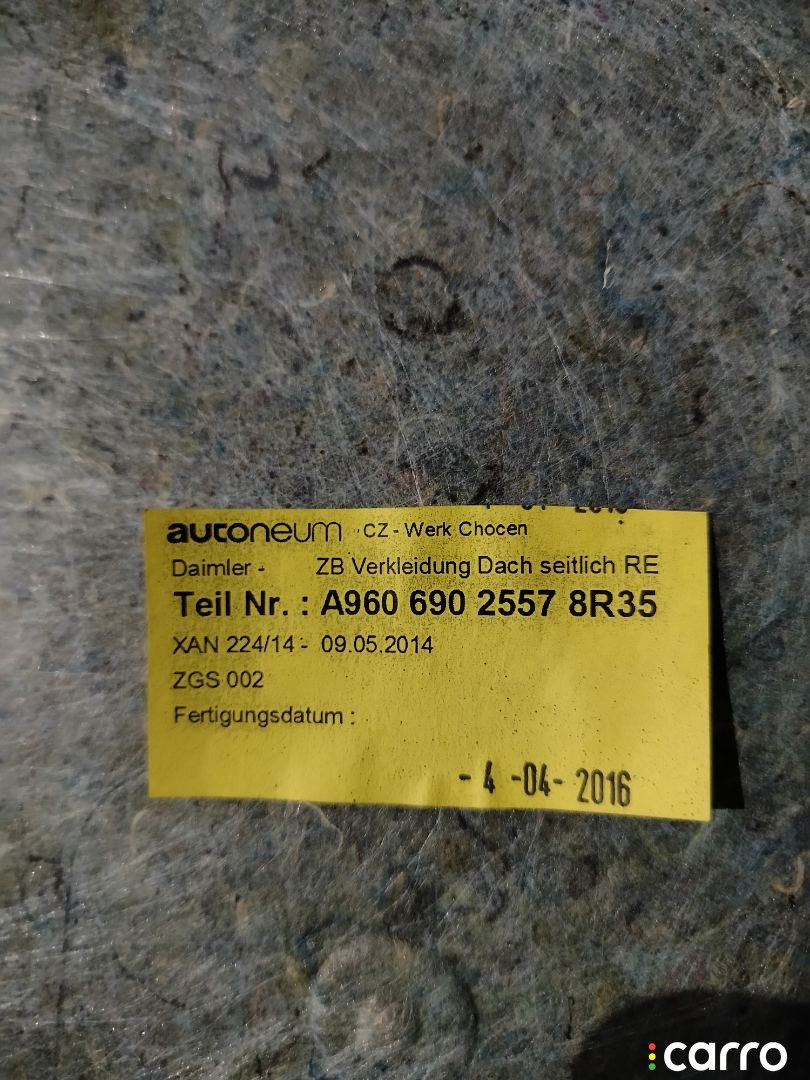 autoneum CZ - Werk Chocen
Daimler - ZB Verkleidung Dach seitlich RE
Teil Nr. : A960 690 2557 8R35
XAN 224/14 - 09.05.2014
ZGS 002
Fertigungsdatum :
- 4 -04- 2016
carro